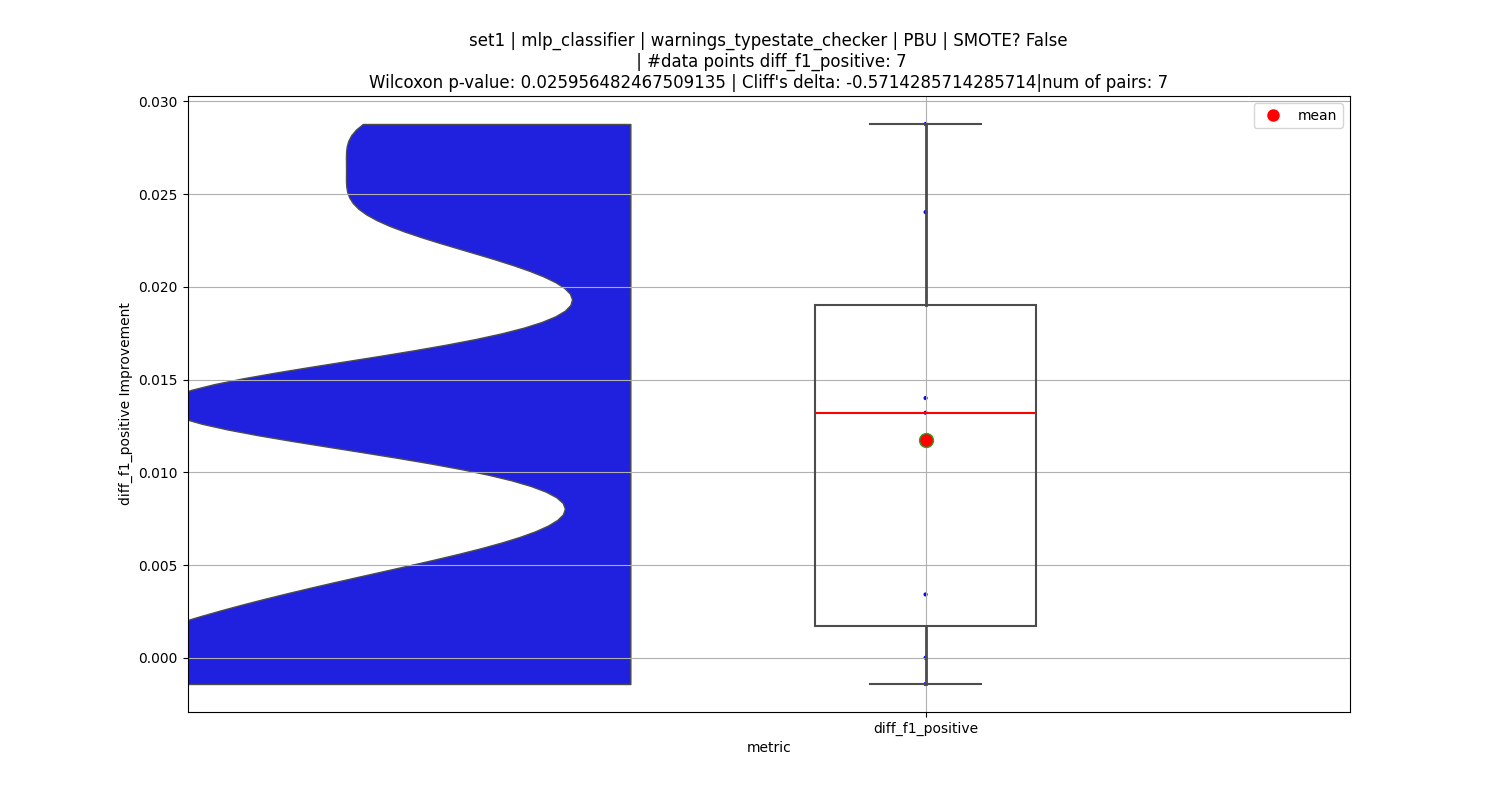 set1 | mlp_classifier | warnings_typestate_checker | PBU | SMOTE? False
| #data points diff_f1_positive: 7
Wilcoxon p-value: 0.025956482467509135 | Cliff's delta: -0.5714285714285714|num of pairs: 7
mean
0.030
0.025
0.020
0.015
0.010
0.005
0.000
diff_f1_positive Improvement
diff_f1_positive
metric